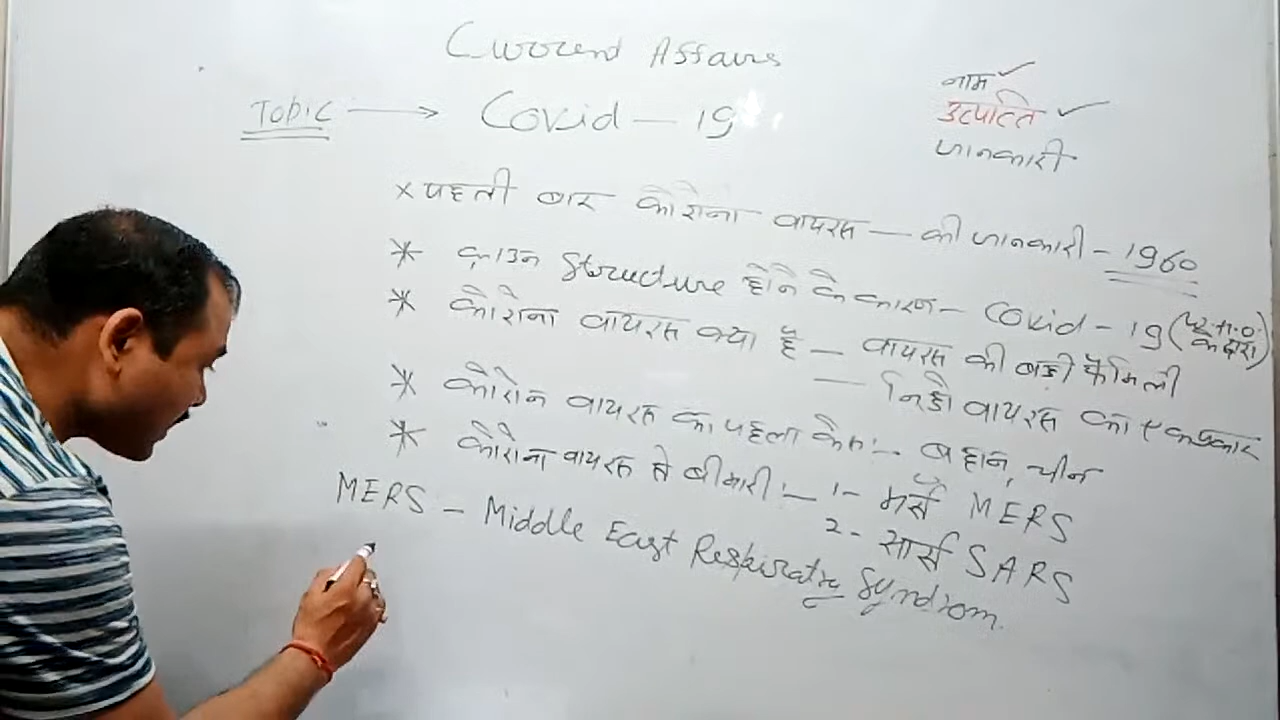 Current Affairs
Topic → Covid – 19
नाम ✓
उत्पत्ति ✓
जानकारी
× पहली बार कोरोना वायरस — की जानकारी – 1960
* क्राउन Structure होने के कारण – Covid – 19 (W.H.O. के द्वारा)
* कोरोना वायरस क्या है — वायरस की बड़ी फैमिली
— निडो वायरस का एक प्रकार
* कोरोन वायरस का पहला केस :– वुहान, चीन
* कोरोना वायरस से बीमारी :– 1- मर्स MERS
2- सार्स SARS
MERS – Middle East Respiratry Syndrom.